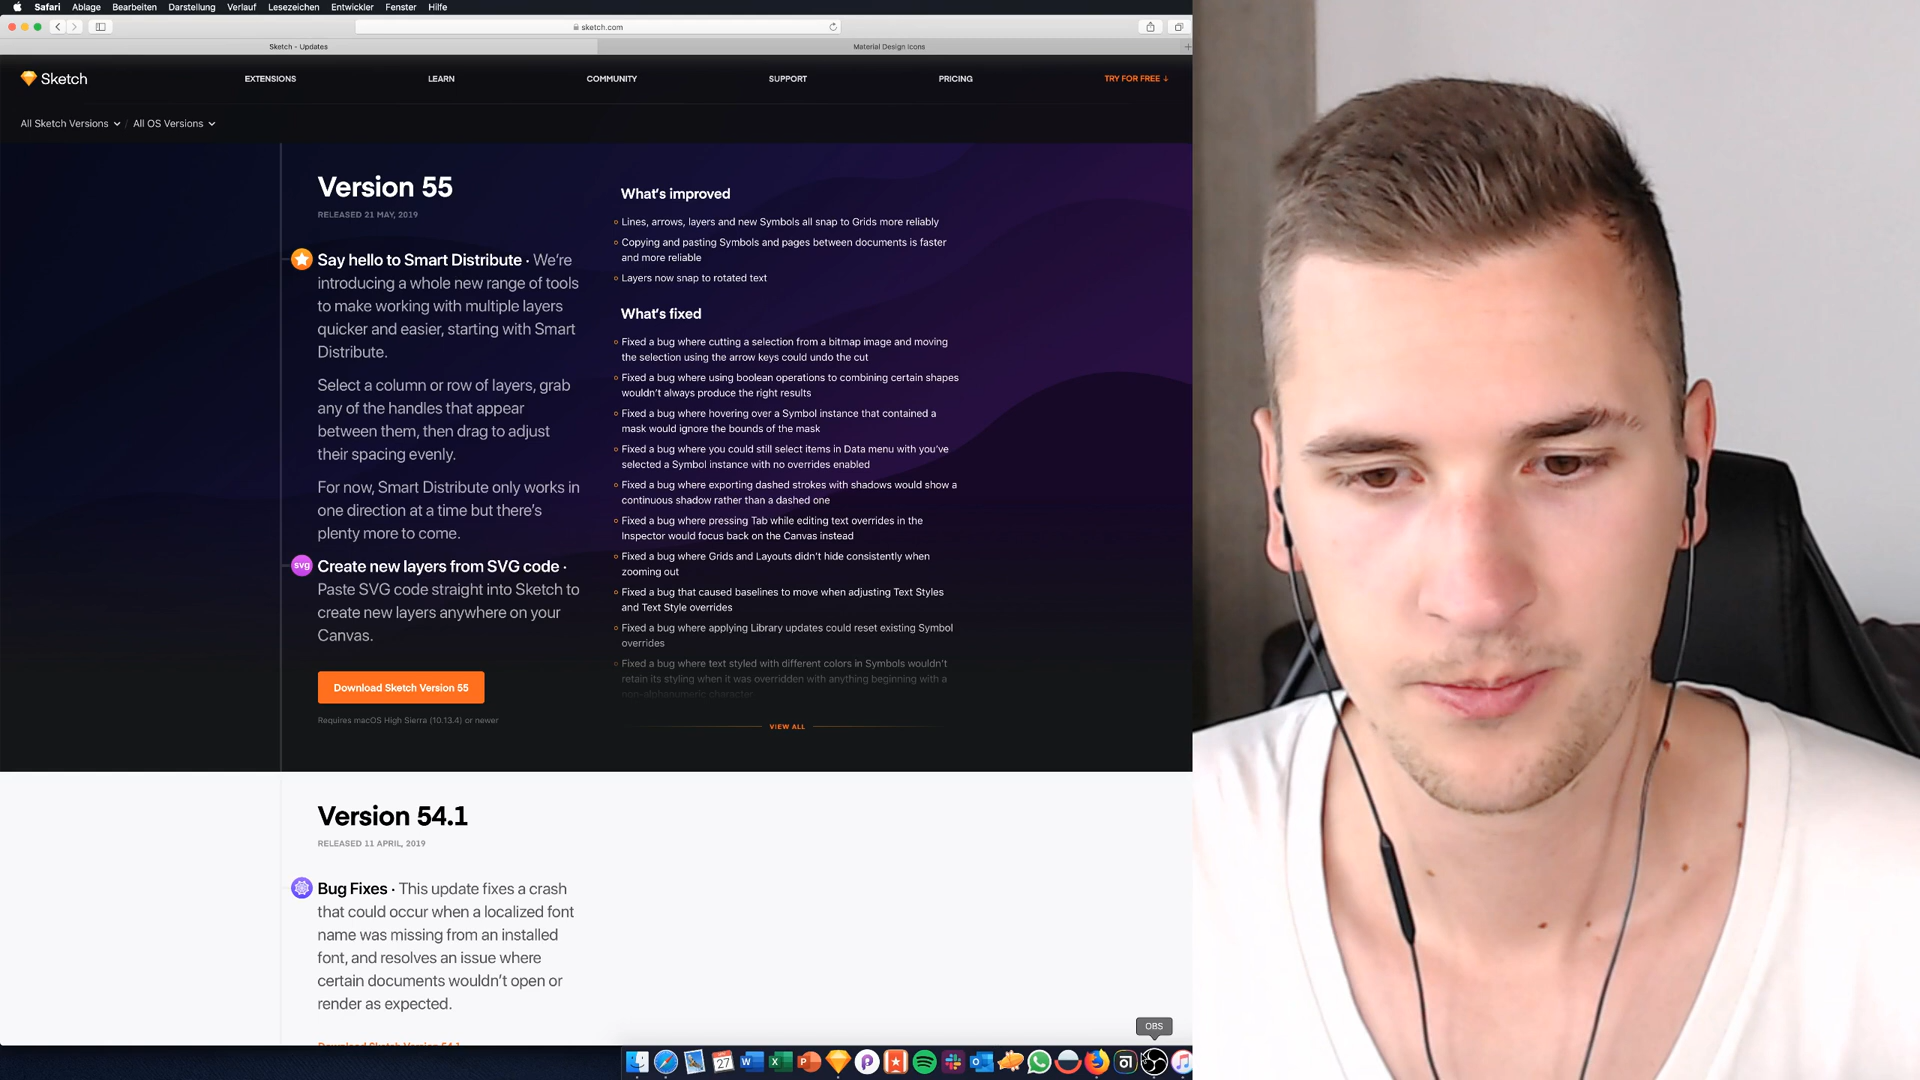 Safari Ablage Bearbeiten Darstellung Verlauf Lesezeichen Entwickler Fenster Hilfe
sketch.com
Sketch - Updates
Material Design Icons
Sketch
EXTENSIONS
LEARN
COMMUNITY
SUPPORT
PRICING
TRY FOR FREE ↓
All Sketch Versions / All OS Versions
Version 55
RELEASED 21 MAY, 2019
Say hello to Smart Distribute · We're
introducing a whole new range of tools
to make working with multiple layers
quicker and easier, starting with Smart
Distribute.
Select a column or row of layers, grab
any of the handles that appear
between them, then drag to adjust
their spacing evenly.
For now, Smart Distribute only works in
one direction at a time but there's
plenty more to come.
svg
Create new layers from SVG code ·
Paste SVG code straight into Sketch to
create new layers anywhere on your
Canvas.
Download Sketch Version 55
Requires macOS High Sierra (10.13.4) or newer
What's improved
Lines, arrows, layers and new Symbols all snap to Grids more reliably
Copying and pasting Symbols and pages between documents is faster
and more reliable
Layers now snap to rotated text
What's fixed
Fixed a bug where cutting a selection from a bitmap image and moving
the selection using the arrow keys could undo the cut
Fixed a bug where using boolean operations to combining certain shapes
wouldn't always produce the right results
Fixed a bug where hovering over a Symbol instance that contained a
mask would ignore the bounds of the mask
Fixed a bug where you could still select items in Data menu with you've
selected a Symbol instance with no overrides enabled
Fixed a bug where exporting dashed strokes with shadows would show a
continuous shadow rather than a dashed one
Fixed a bug where pressing Tab while editing text overrides in the
Inspector would focus back on the Canvas instead
Fixed a bug where Grids and Layouts didn't hide consistently when
zooming out
Fixed a bug that caused baselines to move when adjusting Text Styles
and Text Style overrides
Fixed a bug where applying Library updates could reset existing Symbol
overrides
Fixed a bug where text styled with different colors in Symbols wouldn't
retain its styling when it was overridden with anything beginning with a
non-alphanumeric character
VIEW ALL
Version 54.1
RELEASED 11 APRIL, 2019
Bug Fixes · This update fixes a crash
that could occur when a localized font
name was missing from an installed
font, and resolves an issue where
certain documents wouldn't open or
render as expected.
Download Sketch Version 54.1
OBS
27